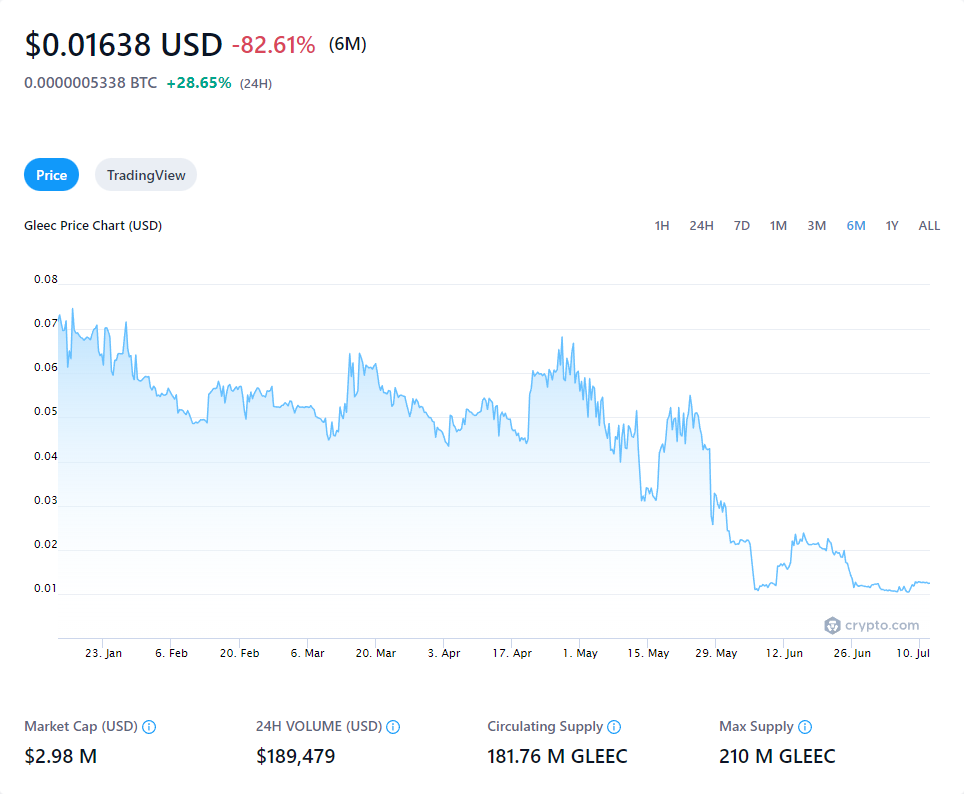 $0.01638 USD -82.61% (6M)
0.0000005338 BTC +28.65% (24H)
Price TradingView
Gleec Price Chart (USD) 1H 24H 7D 1M 3M 6M 1Y ALL
0.08
0.07
0.06
0.05
0.04
0.03
0.02
0.01
crypto.com
23. Jan 6. Feb 20. Feb 6. Mar 20. Mar 3. Apr 17. Apr 1. May 15. May 29. May 12. Jun 26. Jun 10. Jul
Market Cap (USD) 24H VOLUME (USD) Circulating Supply Max Supply
$2.98 M $189,479 181.76 M GLEEC 210 M GLEEC